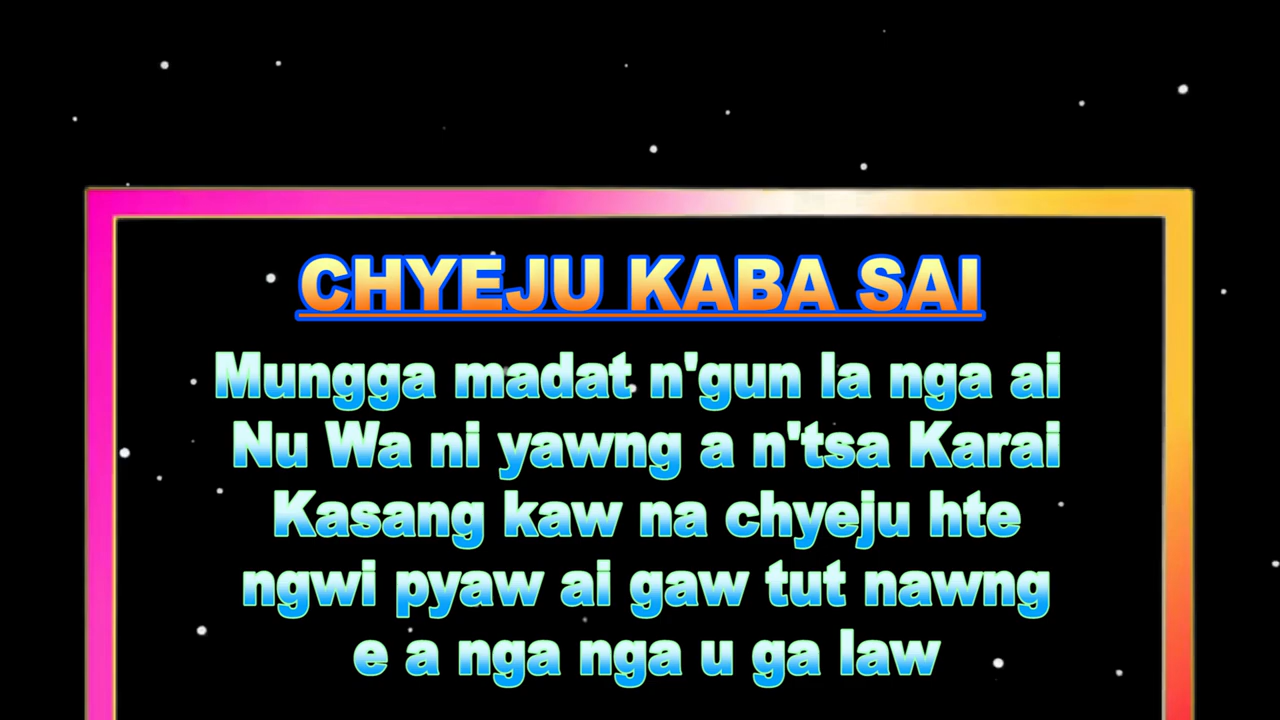 CHYEJU KABA SAI
Mungga madat n'gun la nga ai
Nu Wa ni yawng a n'tsa Karai
Kasang kaw na chyeju hte
ngwi pyaw ai gaw tut nawng
e a nga nga u ga law